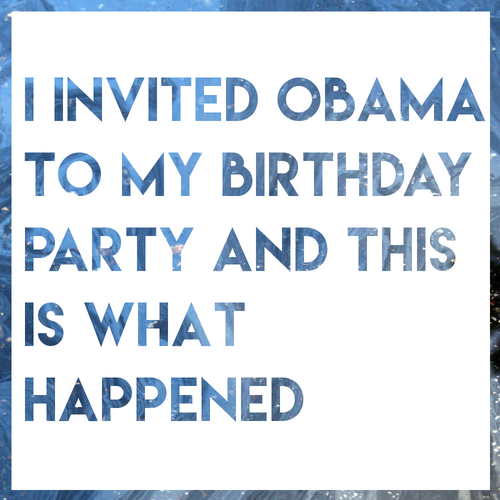 I INVITED OBAMA
TO MY BIRTHDAY
PARTY AND THIS
IS WHAT
HAPPENED